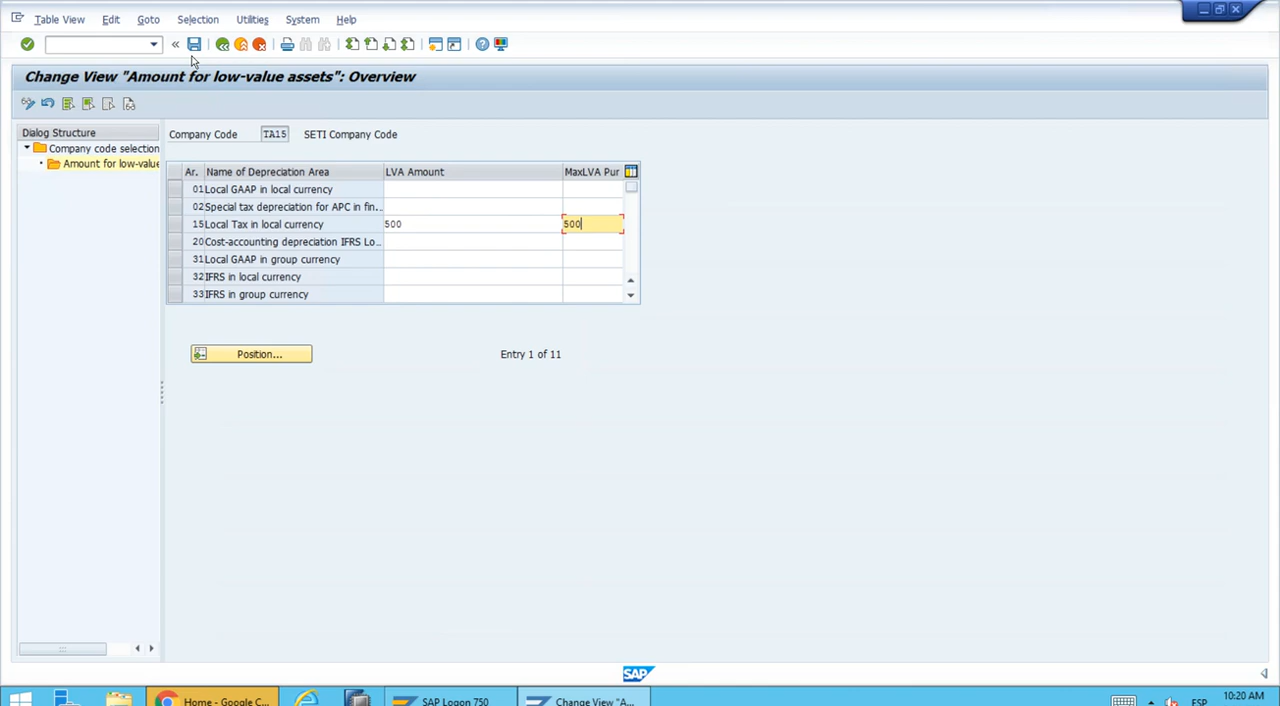 Table View Edit Goto Selection Utilities System Help
Change View "Amount for low-value assets": Overview
Dialog Structure
Company code selection
Amount for low-value
Company Code TA15 SETI Company Code
Ar. Name of Depreciation Area LVA Amount MaxLVA Pur
01 Local GAAP in local currency
02 Special tax depreciation for APC in fin...
15 Local Tax in local currency 500 500
20 Cost-accounting depreciation IFRS Lo...
31 Local GAAP in group currency
32 IFRS in local currency
33 IFRS in group currency
Position... Entry 1 of 11
SAP
Home - Google C... SAP Logon 750 Change View "A... ESP 10:20 AM